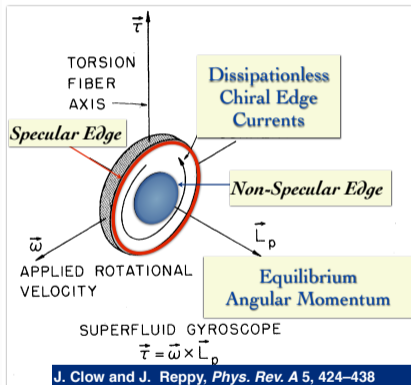 τ⃗
TORSION
FIBER
AXIS
Dissipationless
Chiral Edge
Currents
Specular Edge
Non-Specular Edge
ω⃗
L⃗p
APPLIED ROTATIONAL
VELOCITY
Equilibrium
Angular Momentum
SUPERFLUID GYROSCOPE
τ⃗ = ω⃗ × L⃗p
J. Clow and J. Reppy, Phys. Rev. A 5, 424–438